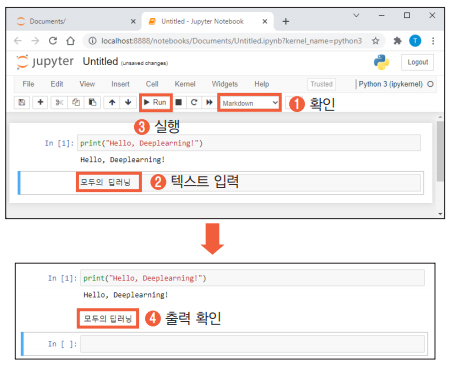 Documents/
Untitled - Jupyter Notebook
localhost:8888/notebooks/Documents/Untitled.ipynb?kernel_name=python3
T
jupyter Untitled (unsaved changes)
Logout
File Edit View Insert Cell Kernel Widgets Help Trusted Python 3 (ipykernel)
Run Markdown
1 확인
3 실행
In [1]: print("Hello, Deeplearning!")
Hello, Deeplearning!
모두의 딥러닝
2 텍스트 입력
In [1]: print("Hello, Deeplearning!")
Hello, Deeplearning!
모두의 딥러닝
4 출력 확인
In [ ]: